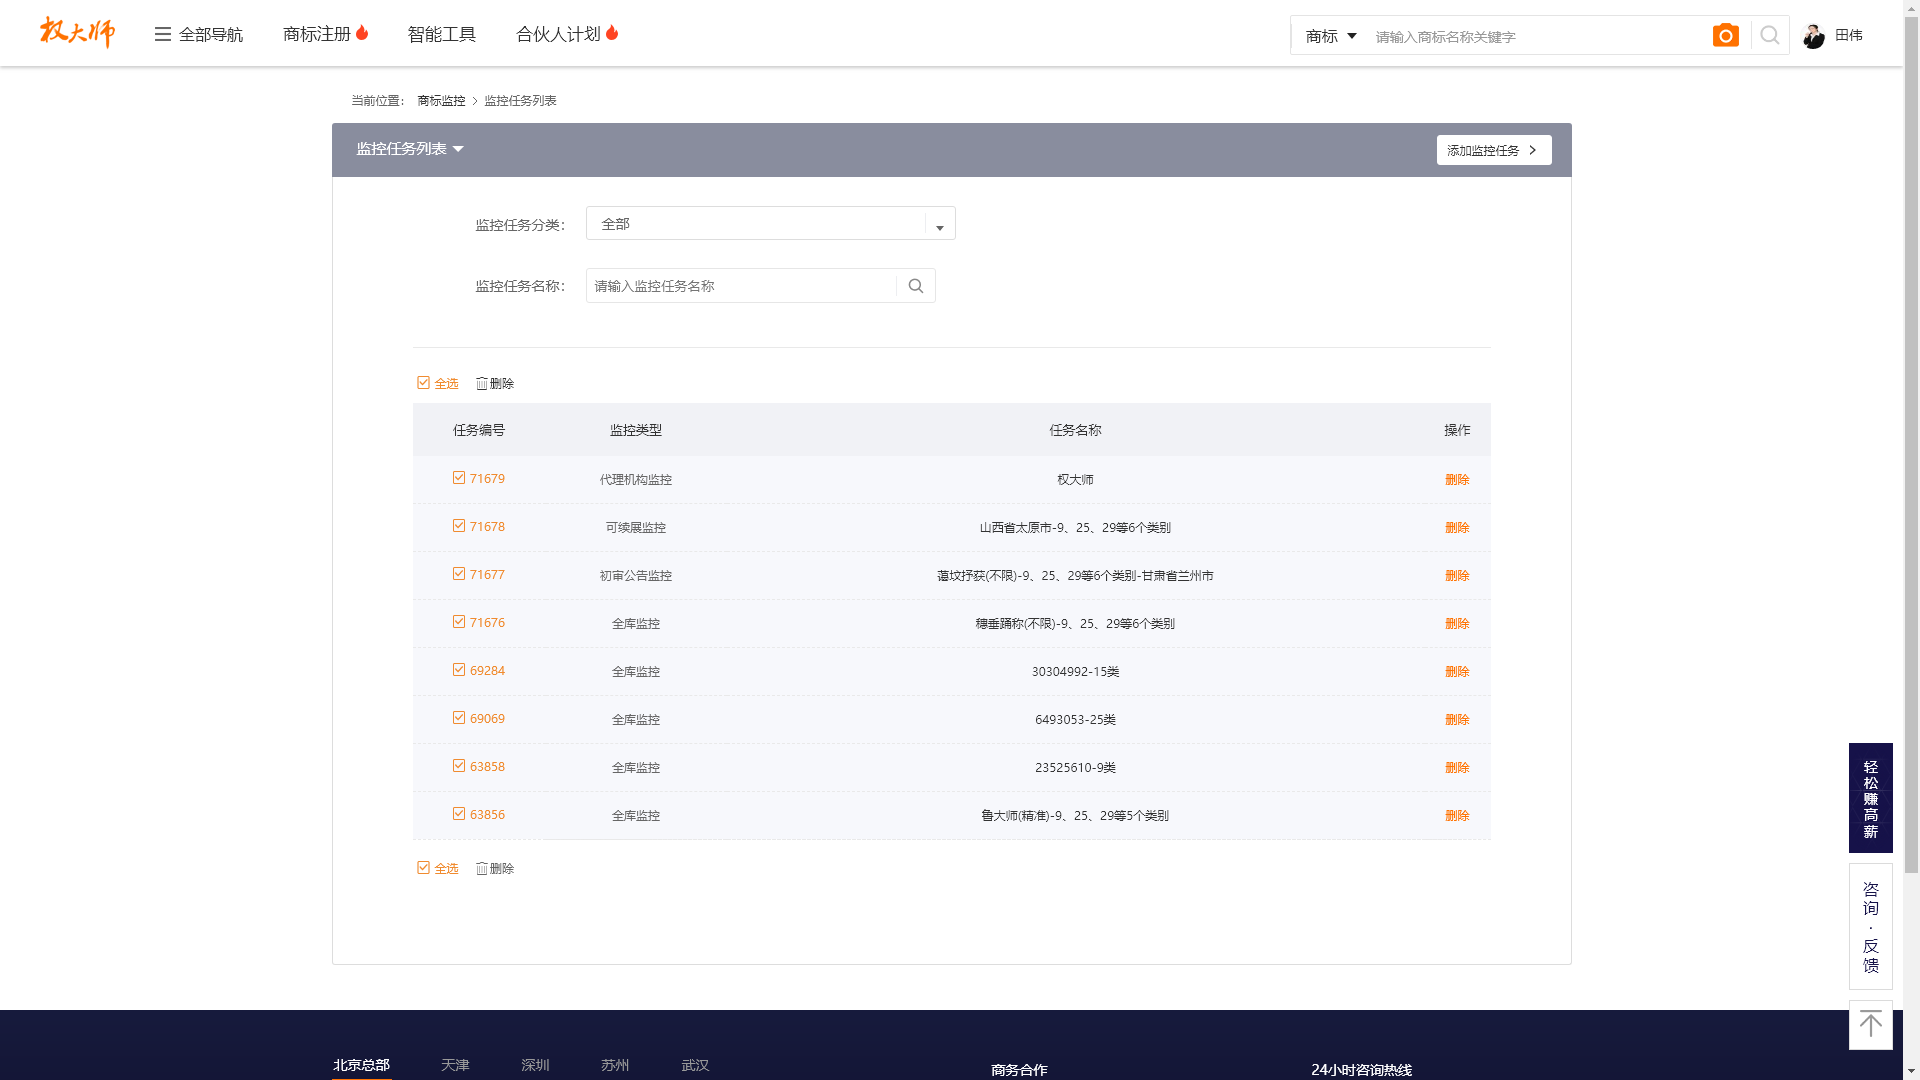 权大师
全部导航 商标注册 智能工具 合伙人计划 商标 请输入商标名称关键字 田伟
当前位置： 商标监控 > 监控任务列表
监控任务列表 添加监控任务 >
监控任务分类： 全部
监控任务名称： 请输入监控任务名称
全选 删除
任务编号 监控类型 任务名称 操作
71679 代理机构监控 权大师 删除
71678 可续展监控 山西省太原市-9、25、29等6个类别 删除
71677 初审公告监控 坟抒获(不限)-9、25、29等6个类别-甘肃省兰州市 删除
71676 全库监控 穗垂踊称(不限)-9、25、29等6个类别 删除
69284 全库监控 30304992-15类 删除
69069 全库监控 6493053-25类 删除
63858 全库监控 23525610-9类 删除
63856 全库监控 鲁大师(精准)-9、25、29等5个类别 删除
全选 删除
轻松赚高薪
咨询·反馈
北京总部 天津 深圳 苏州 武汉 商务合作 24小时咨询热线